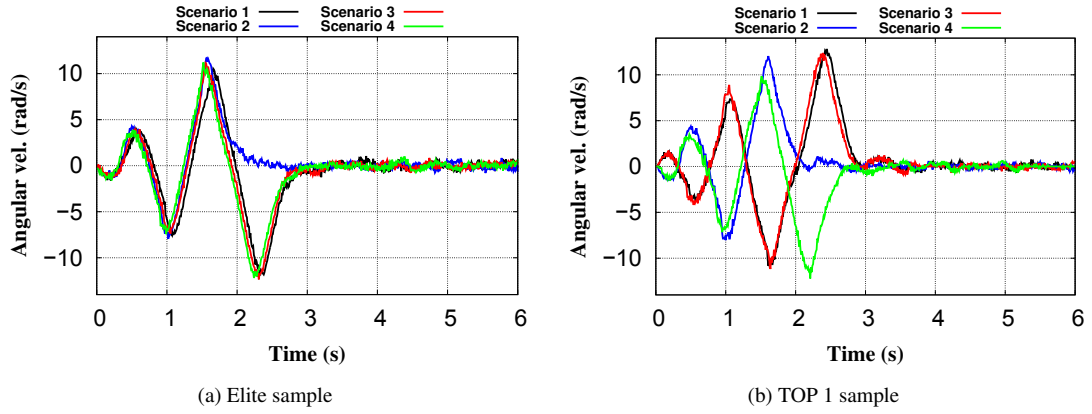 Scenario 1
Scenario 2
Scenario 3
Scenario 4
Angular vel. (rad/s)
10
5
0
−5
−10
0 1 2 3 4 5 6
Time (s)
(a) Elite sample
Scenario 1
Scenario 2
Scenario 3
Scenario 4
Angular vel. (rad/s)
10
5
0
−5
−10
0 1 2 3 4 5 6
Time (s)
(b) TOP 1 sample